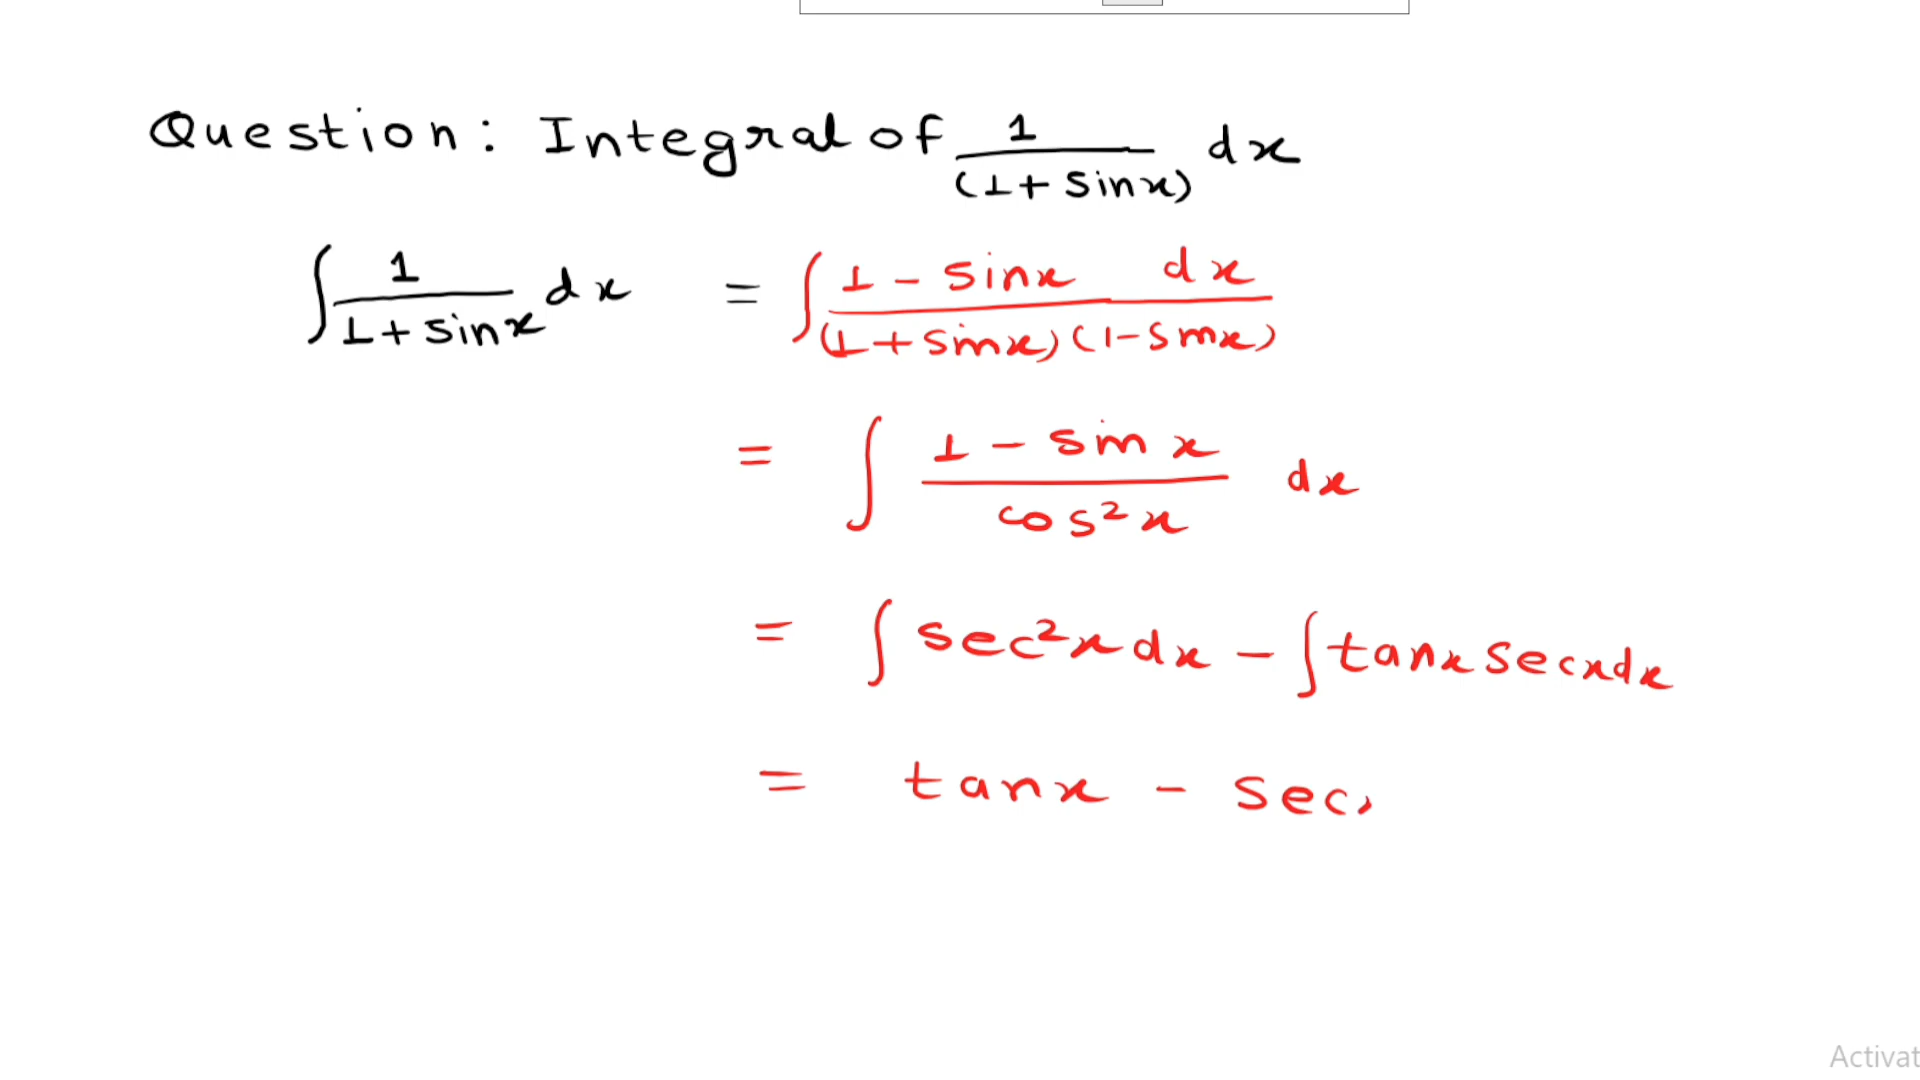 Question: Integral of 1/(1+sinx) dx
∫ 1/(1+sinx) dx = ∫ (1-sinx dx)/((1+sinx)(1-sinx))
= ∫ (1-sin x)/(cos²x) dx
= ∫ sec²x dx - ∫ tanx secx dx
= tanx - sec
Activat